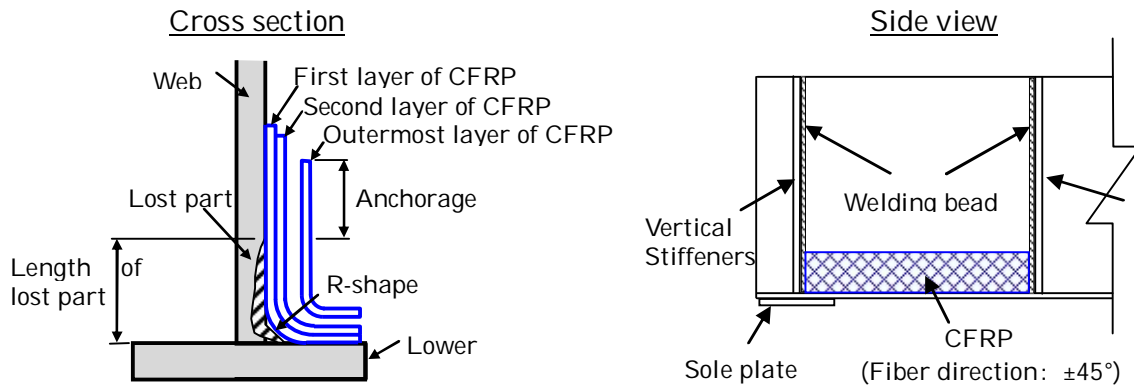 Cross section
Web
First layer of CFRP
Second layer of CFRP
Outermost layer of CFRP
Lost part
Anchorage
Length of
lost part
R-shape
Lower
Side view
Welding bead
Vertical
Stiffeners
CFRP
Sole plate
(Fiber direction: ±45°)